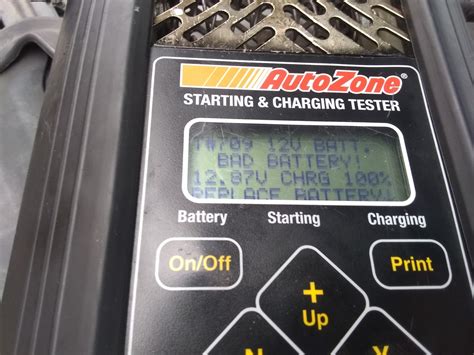 AutoZone®
STARTING & CHARGING TESTER
T#709 12V BATT.
BAD BATTERY!
12.87V CHRG 100%
REPLACE BATTERY!
Battery Starting Charging
On/Off
Print
+
Up
N Y